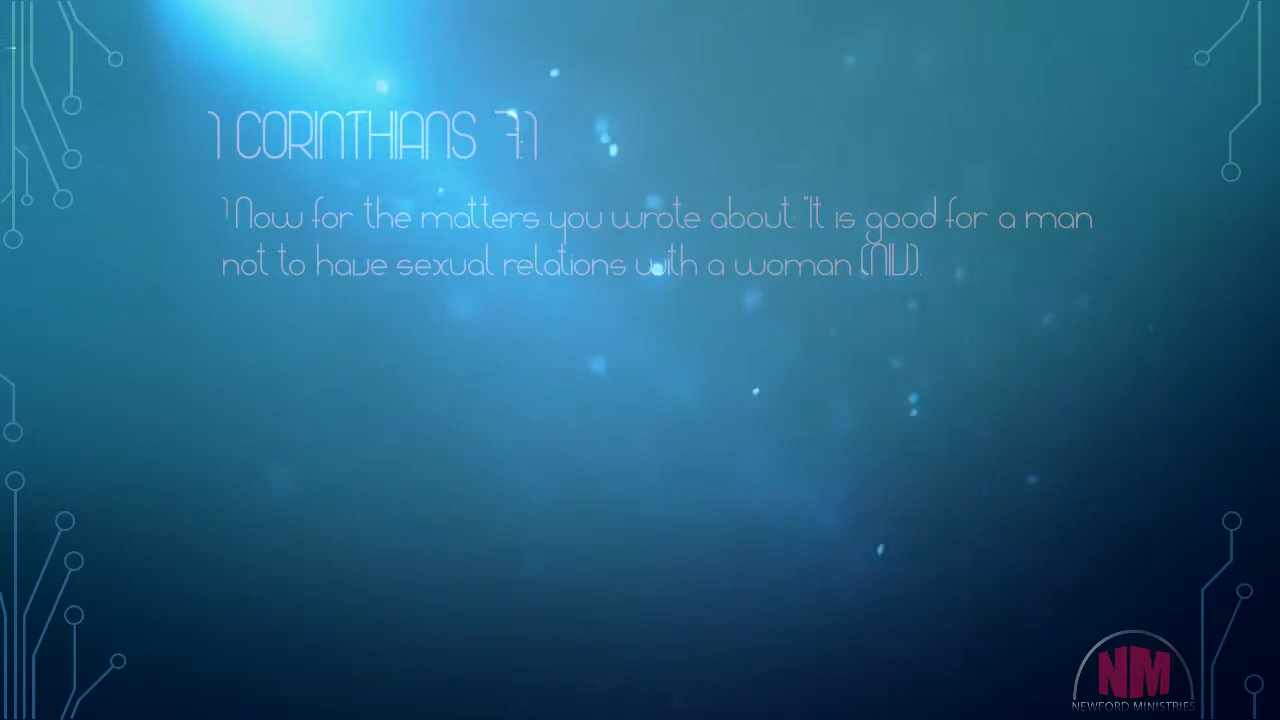 1 CORINTHIANS 7:1
1 Now for the matters you wrote about: "It is good for a man
not to have sexual relations with a woman (NIV).
NM
NEWFORD MINISTRIES